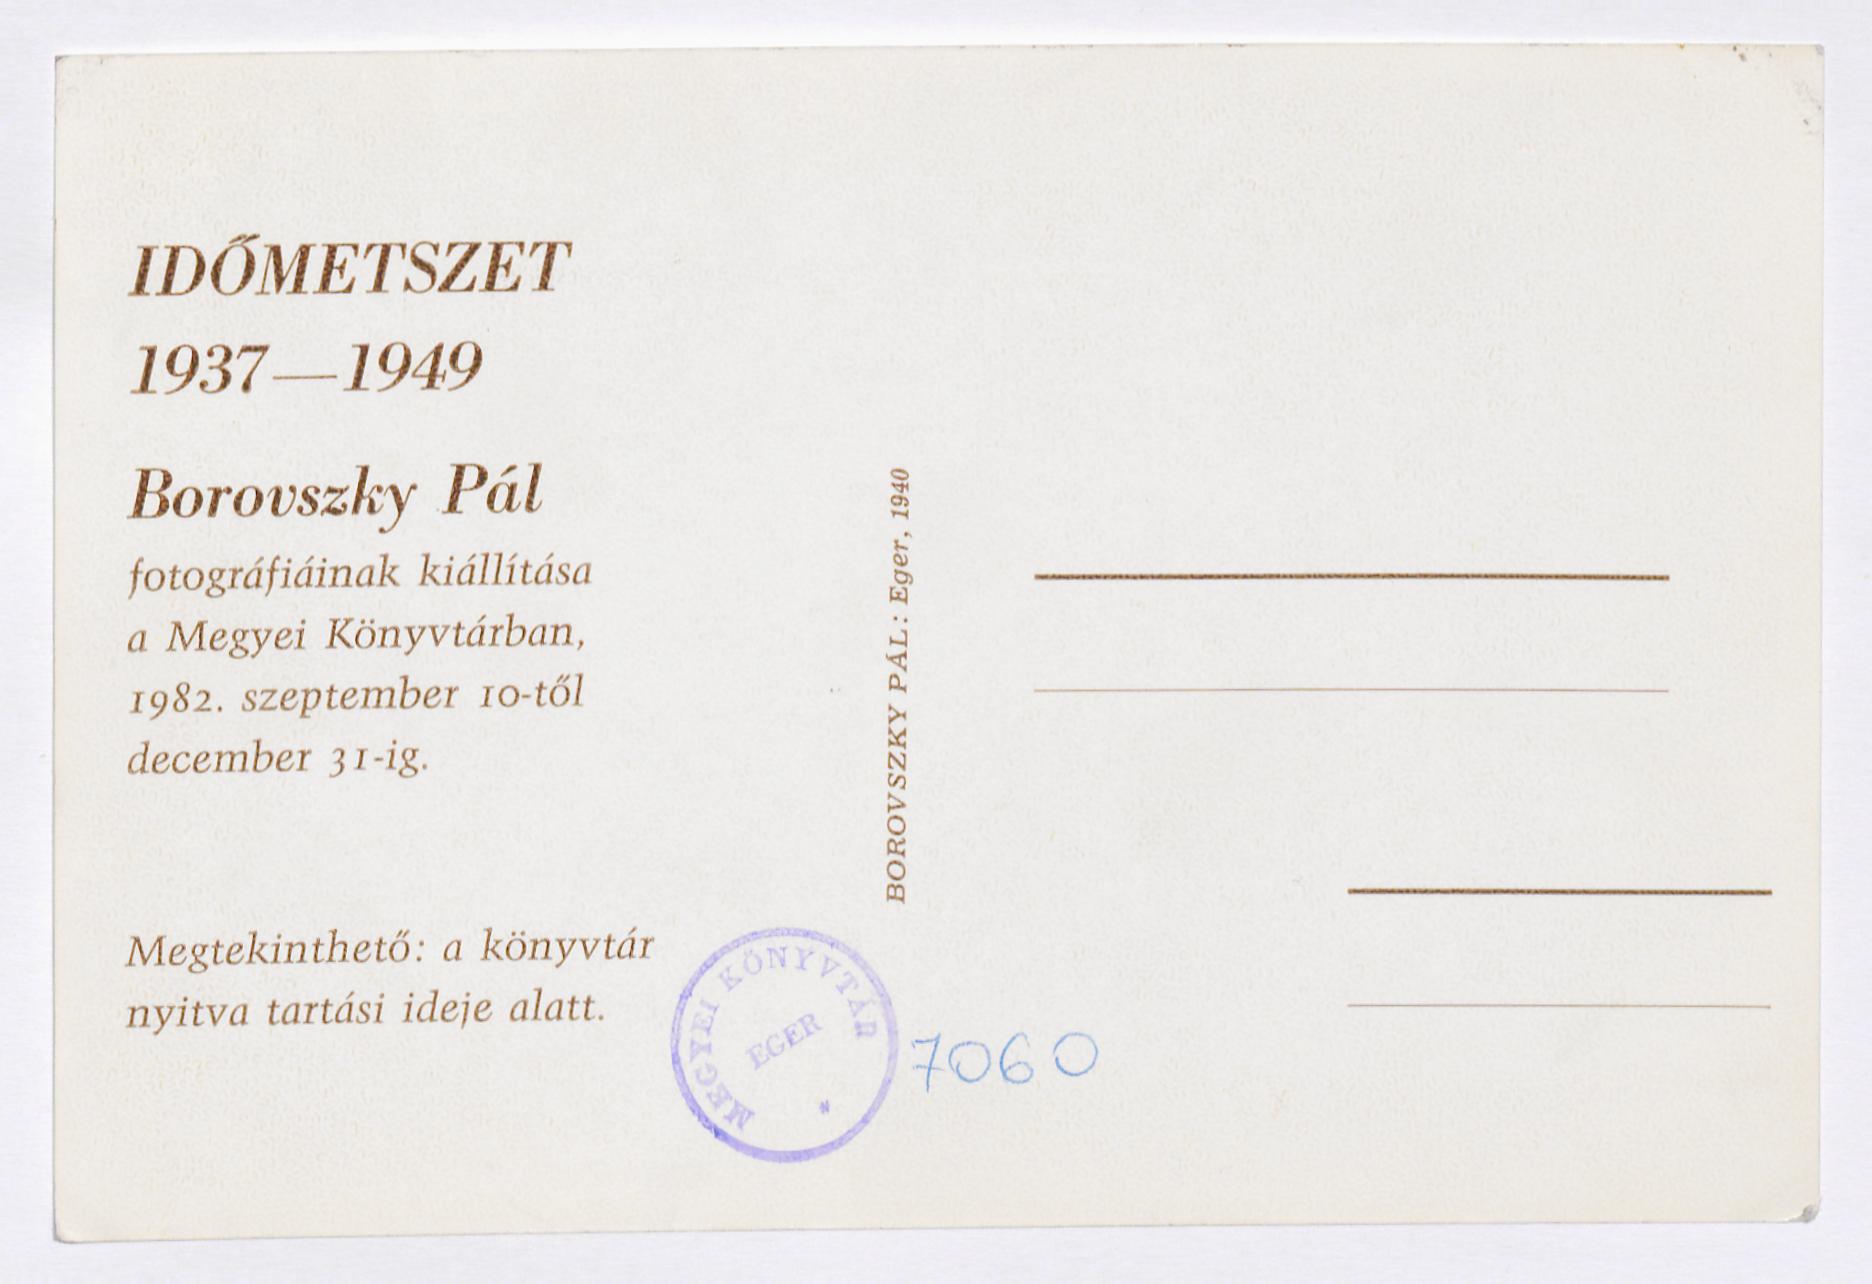 IDŐMETSZET
1937—1949
Borovszky Pál
fotográfiáinak kiállítása
a Megyei Könyvtárban,
1982. szeptember 10-től
december 31-ig.
Megtekinthető: a könyvtár
nyitva tartási ideje alatt.
BOROVSZKY PÁL: Eger, 1940
MEGYEI KÖNYVTÁR
EGER
*
7060